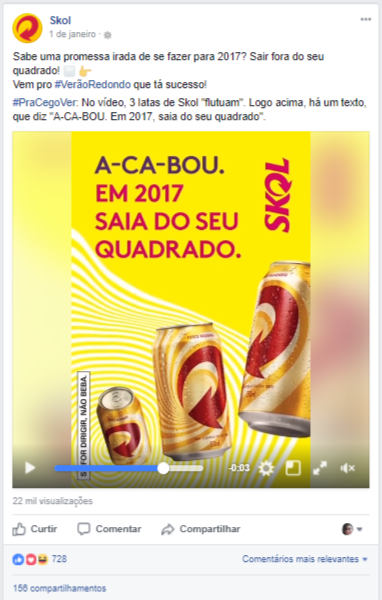 Skol
1 de janeiro ·
Sabe uma promessa irada de se fazer para 2017? Sair fora do seu
quadrado!
Vem pro #VerãoRedondo que tá sucesso!
#PraCegoVer: No vídeo, 3 latas de Skol "flutuam". Logo acima, há um texto,
que diz "A-CA-BOU. Em 2017, saia do seu quadrado".
A-CA-BOU.
EM 2017
SAIA DO SEU
QUADRADO.
SKOL
SE FOR DIRIGIR, NÃO BEBA.
-0:03
22 mil visualizações
Curtir Comentar Compartilhar
728 Comentários mais relevantes
156 compartilhamentos